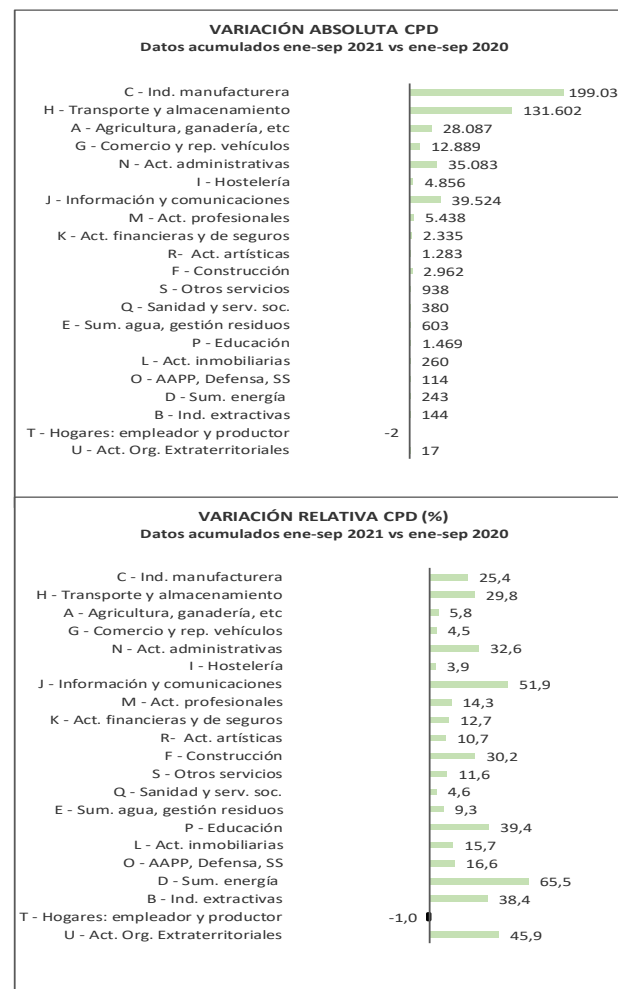 VARIACIÓN ABSOLUTA CPD
Datos acumulados ene-sep 2021 vs ene-sep 2020
C - Ind. manufacturera 199.03
H - Transporte y almacenamiento 131.602
A - Agricultura, ganadería, etc 28.087
G - Comercio y rep. vehículos 12.889
N - Act. administrativas 35.083
I - Hostelería 4.856
J - Información y comunicaciones 39.524
M - Act. profesionales 5.438
K - Act. financieras y de seguros 2.335
R- Act. artísticas 1.283
F - Construcción 2.962
S - Otros servicios 938
Q - Sanidad y serv. soc. 380
E - Sum. agua, gestión residuos 603
P - Educación 1.469
L - Act. inmobiliarias 260
O - AAPP, Defensa, SS 114
D - Sum. energía 243
B - Ind. extractivas 144
T - Hogares: empleador y productor -2
U - Act. Org. Extraterritoriales 17
VARIACIÓN RELATIVA CPD (%)
Datos acumulados ene-sep 2021 vs ene-sep 2020
C - Ind. manufacturera 25,4
H - Transporte y almacenamiento 29,8
A - Agricultura, ganadería, etc 5,8
G - Comercio y rep. vehículos 4,5
N - Act. administrativas 32,6
I - Hostelería 3,9
J - Información y comunicaciones 51,9
M - Act. profesionales 14,3
K - Act. financieras y de seguros 12,7
R- Act. artísticas 10,7
F - Construcción 30,2
S - Otros servicios 11,6
Q - Sanidad y serv. soc. 4,6
E - Sum. agua, gestión residuos 9,3
P - Educación 39,4
L - Act. inmobiliarias 15,7
O - AAPP, Defensa, SS 16,6
D - Sum. energía 65,5
B - Ind. extractivas 38,4
T - Hogares: empleador y productor -1,0
U - Act. Org. Extraterritoriales 45,9